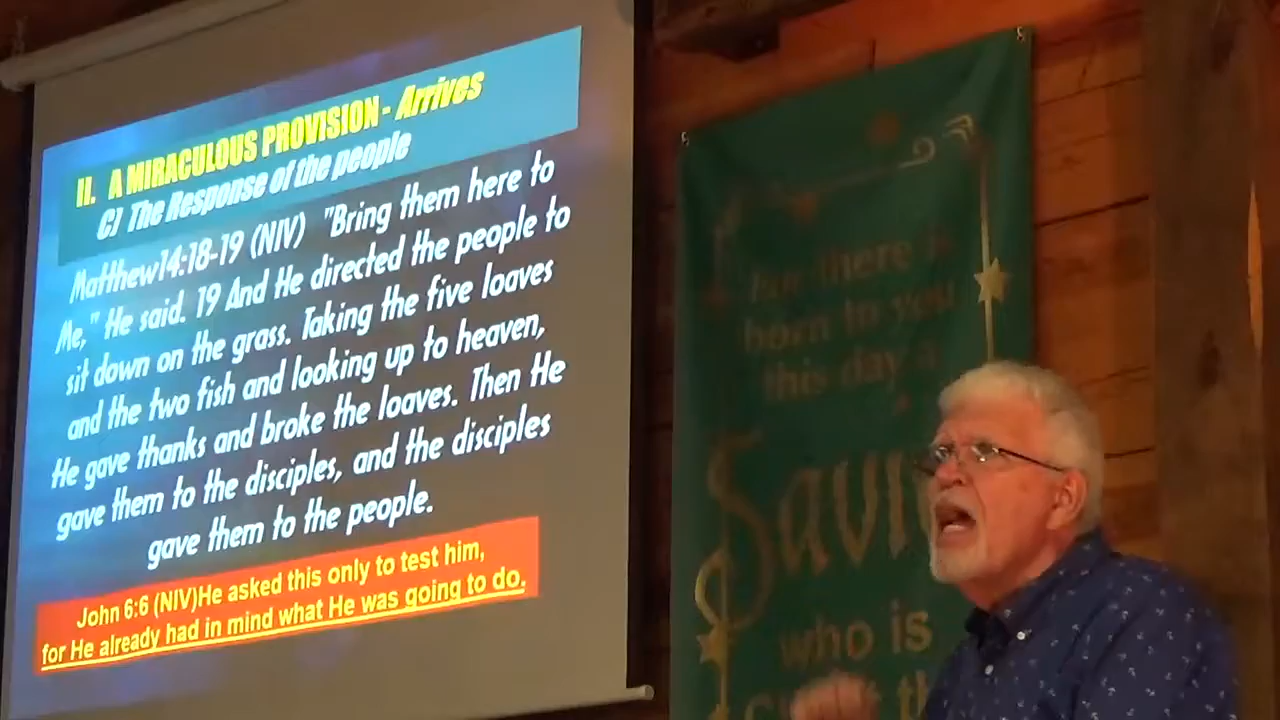 II. A MIRACULOUS PROVISION - Arrives
C) The Response of the people
Matthew14:18-19 (NIV) "Bring them here to
Me," He said. 19 And He directed the people to
sit down on the grass. Taking the five loaves
and the two fish and looking up to heaven,
He gave thanks and broke the loaves. Then He
gave them to the disciples, and the disciples
gave them to the people.
John 6:6 (NIV)He asked this only to test him,
for He already had in mind what He was going to do.
For there is
born to you
this day a
who is